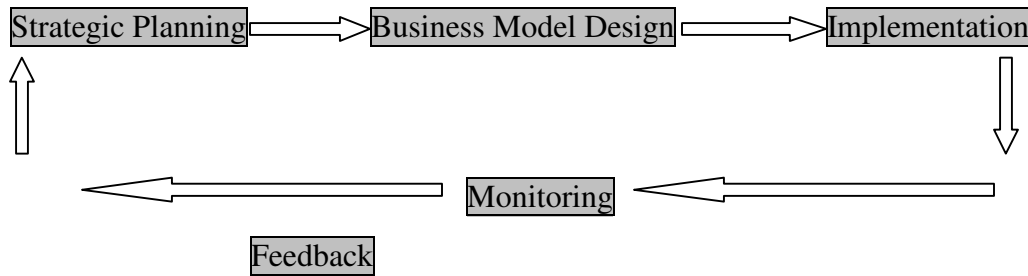 Strategic Planning Business Model Design Implementation
Monitoring
Feedback